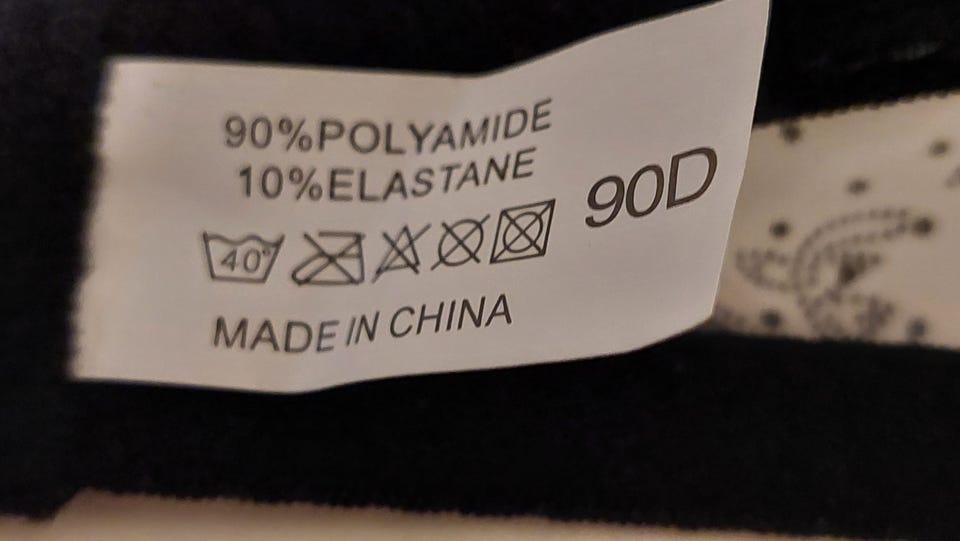 90%POLYAMIDE
10%ELASTANE
40°
90D
MADE IN CHINA